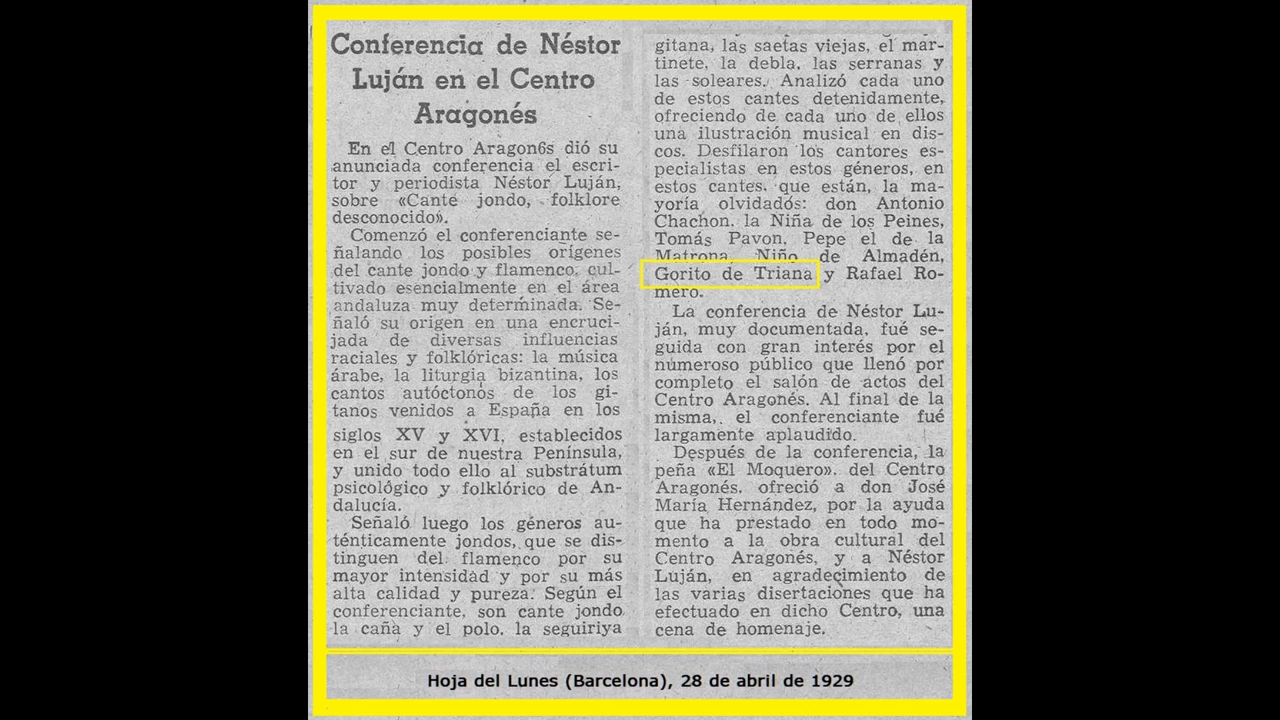 Conferencia de Néstor
Luján en el Centro
Aragonés
En el Centro Aragon6s dió su
anunciada conferencia el escri-
tor y periodista Néstor Luján,
sobre «Cante jondo, folklore
desconocido».
Comenzó el conferenciante se-
ñalando los posibles orígenes
del cante jondo y flamenco, cul-
tivado esencialmente en el área
andaluza muy determinada. Se-
ñaló su origen en una encruci-
jada de diversas influencias
raciales y folklóricas: la música
árabe, la liturgia bizantina, los
cantos autóctonos de los gi-
tanos venidos a España en los
siglos XV y XVI, establecidos
en el sur de nuestra Península,
y unido todo ello al substrátum
psicológico y folklórico de An-
dalucía.
Señaló luego los géneros au-
ténticamente jondos, que se dis-
tinguen del flamenco por su
mayor intensidad y por su más
alta calidad y pureza. Según el
conferenciante, son cante jondo
la caña y el polo, la seguiriya
gitana, las saetas viejas, el mar-
tinete, la debla, las serranas y
las soleares. Analizó cada uno
de estos cantes detenidamente,
ofreciendo de cada uno de ellos
una ilustración musical en dis-
cos. Desfilaron los cantores es-
pecialistas en estos géneros, en
estos cantes, que están, la ma-
yoría olvidados: don Antonio
Chachon, la Niña de los Peines,
Tomás Pavon, Pepe el de la
Matrona, Niño de Almadén,
Gorito de Triana y Rafael Ro-
mero.
La conferencia de Néstor Lu-
ján, muy documentada, fué se-
guida con gran interés por el
númeroso público que llenó por
completo el salón de actos del
Centro Aragonés. Al final de la
misma, el conferenciante fué
largamente aplaudido.
Después de la conferencia, la
peña «El Moquero», del Centro
Aragonés, ofreció a don José
María Hernández, por la ayuda
que ha prestado en todo mo-
mento a la obra cultural del
Centro Aragonés, y a Néstor
Luján, en agradecimiento de
las varias disertaciones que ha
efectuado en dicho Centro, una
cena de homenaje.
Hoja del Lunes (Barcelona), 28 de abril de 1929